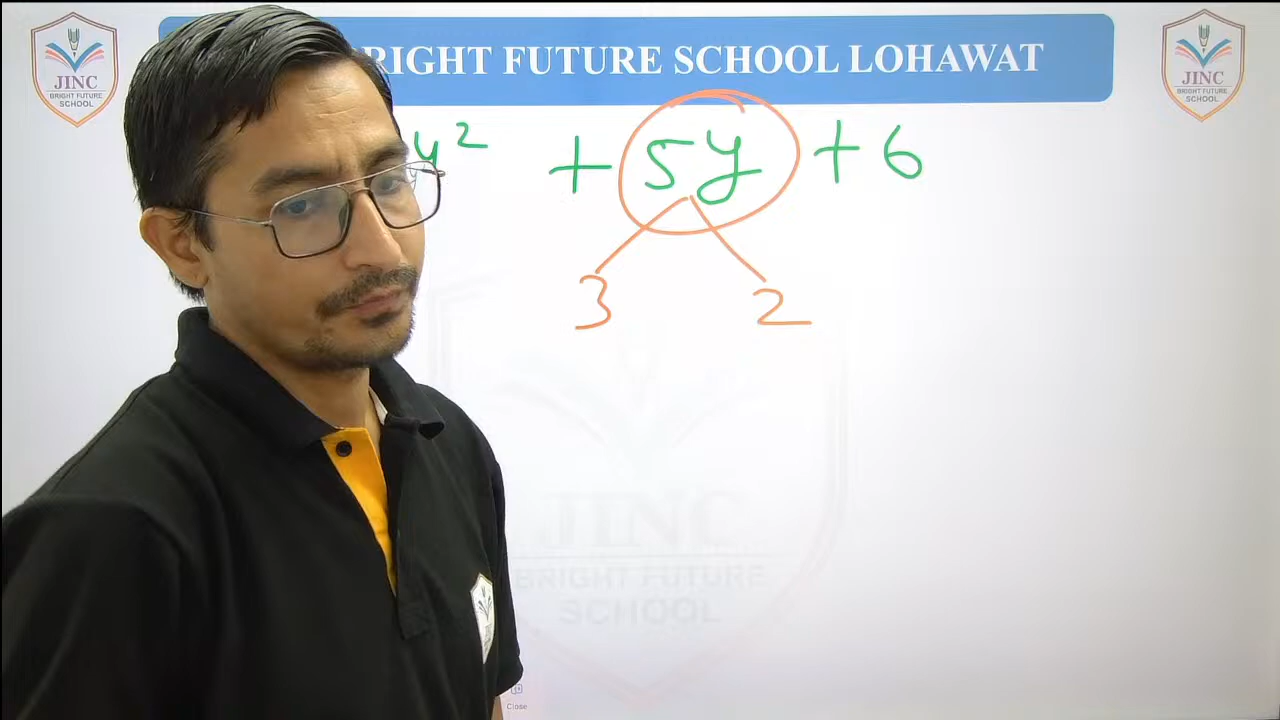 RIGHT FUTURE SCHOOL LOHAWAT
JINC
BRIGHT FUTURE
SCHOOL
JINC
BRIGHT FUTURE
SCHOOL
y² + 5y + 6
3 2
JINC
BRIGHT FUTURE
SCHOOL
Close